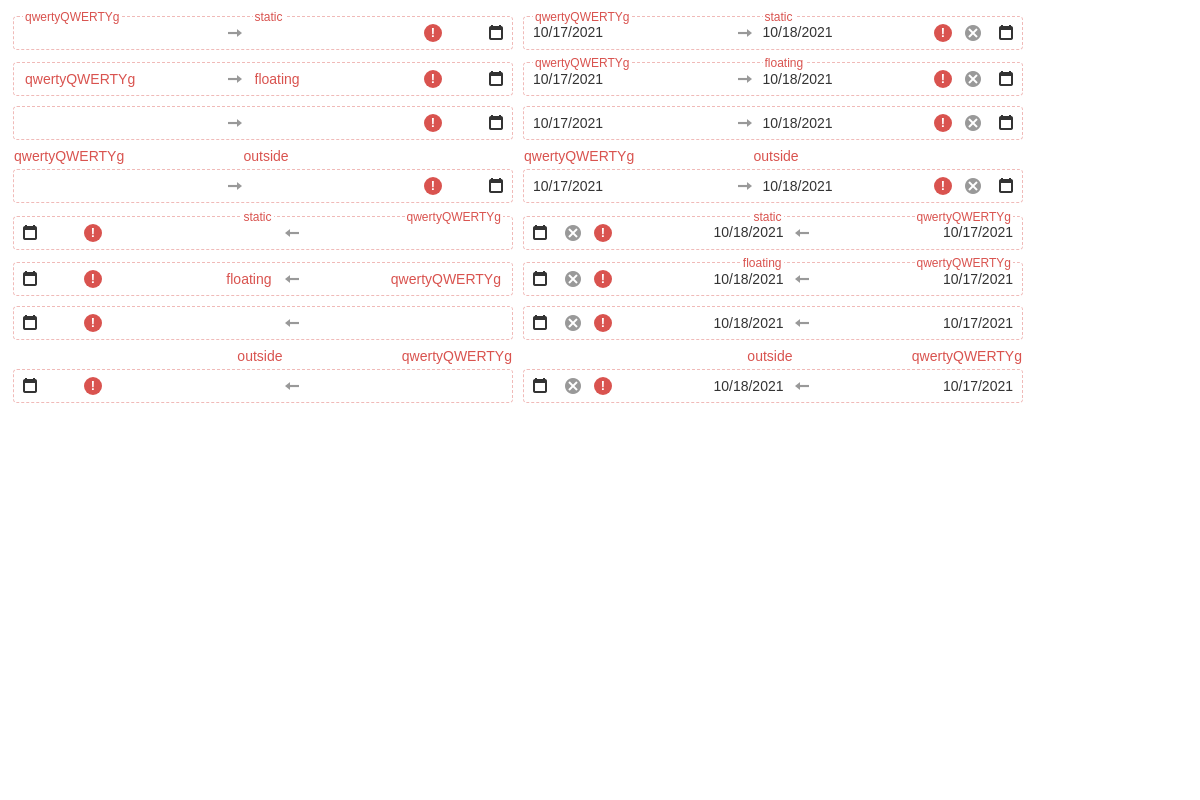 qwertyQWERTYg static qwertyQWERTYg static
10/17/2021 10/18/2021
qwertyQWERTYg floating
qwertyQWERTYg floating 10/17/2021 10/18/2021
10/17/2021 10/18/2021
qwertyQWERTYg outside qwertyQWERTYg outside
10/17/2021 10/18/2021
static qwertyQWERTYg static qwertyQWERTYg
10/18/2021 10/17/2021
floating qwertyQWERTYg
floating qwertyQWERTYg 10/18/2021 10/17/2021
10/18/2021 10/17/2021
outside qwertyQWERTYg outside qwertyQWERTYg
10/18/2021 10/17/2021